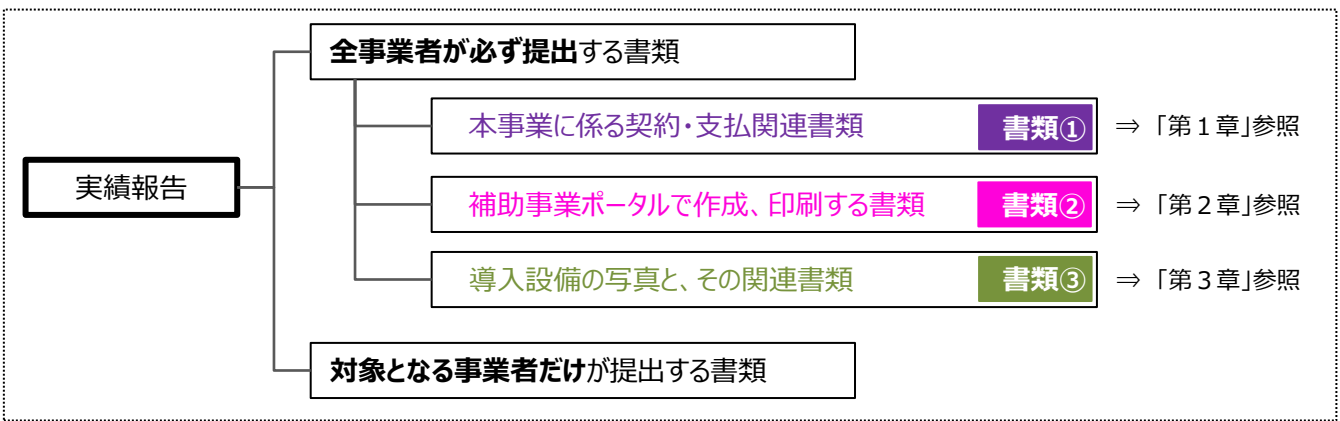 全事業者が必ず提出する書類
本事業に係る契約・支払関連書類 書類① ⇒ 「第1章」参照
実績報告
補助事業ポータルで作成、印刷する書類 書類② ⇒ 「第2章」参照
導入設備の写真と、その関連書類 書類③ ⇒ 「第3章」参照
対象となる事業者だけが提出する書類